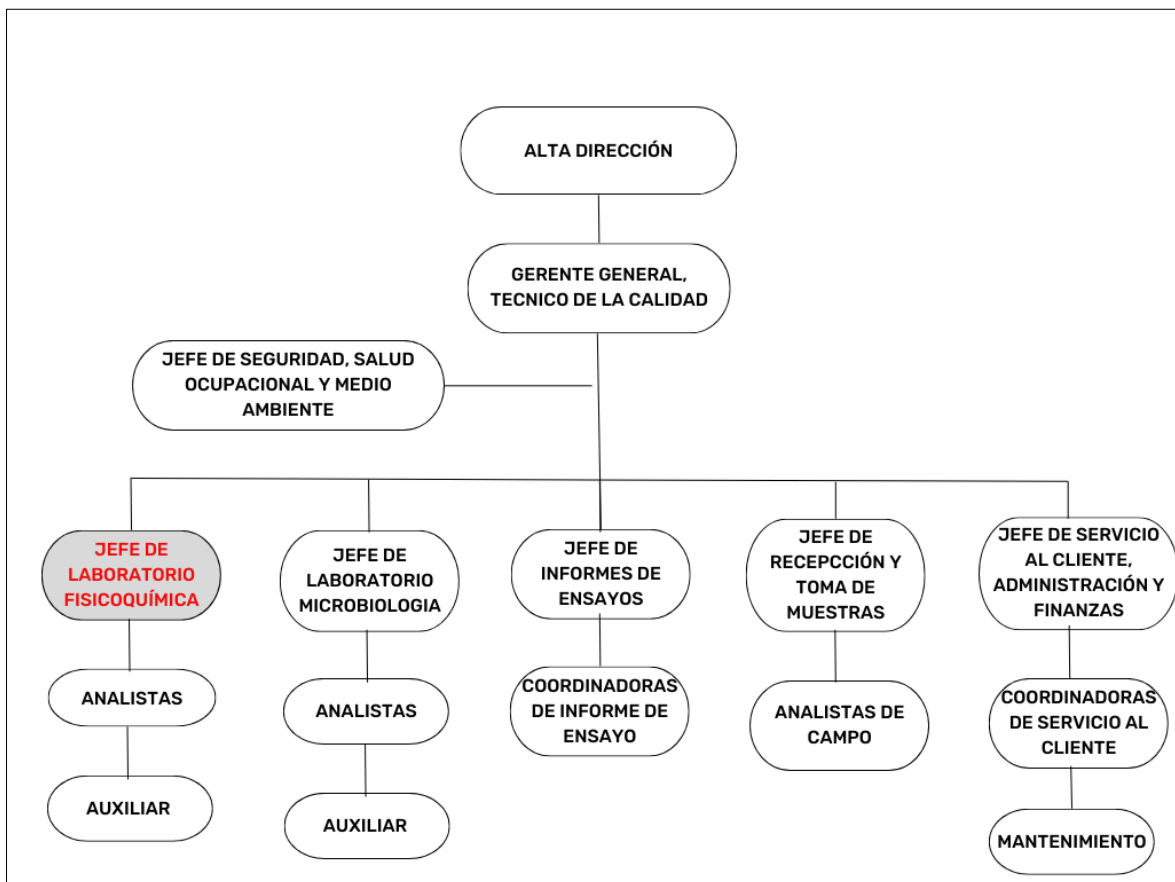 ALTA DIRECCIÓN
GERENTE GENERAL,
TECNICO DE LA CALIDAD
JEFE DE SEGURIDAD, SALUD
OCUPACIONAL Y MEDIO
AMBIENTE
JEFE DE
LABORATORIO
FISICOQUÍMICA
JEFE DE
LABORATORIO
MICROBIOLOGIA
JEFE DE
INFORMES DE
ENSAYOS
JEFE DE
RECEPCCIÓN Y
TOMA DE
MUESTRAS
JEFE DE SERVICIO
AL CLIENTE,
ADMINISTRACIÓN Y
FINANZAS
ANALISTAS
ANALISTAS
COORDINADORAS
DE INFORME DE
ENSAYO
ANALISTAS DE
CAMPO
COORDINADORAS
DE SERVICIO AL
CLIENTE
AUXILIAR
AUXILIAR
MANTENIMIENTO